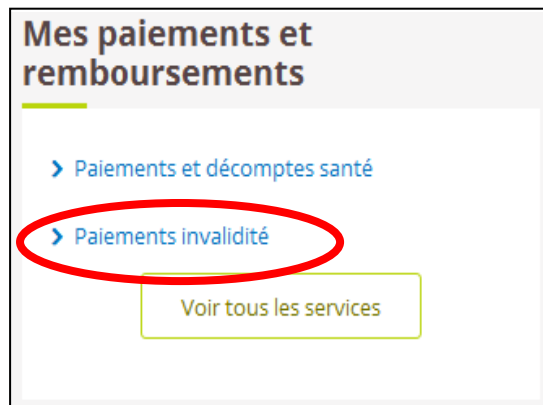 Mes paiements et
remboursements
Paiements et décomptes santé
Paiements invalidité
Voir tous les services